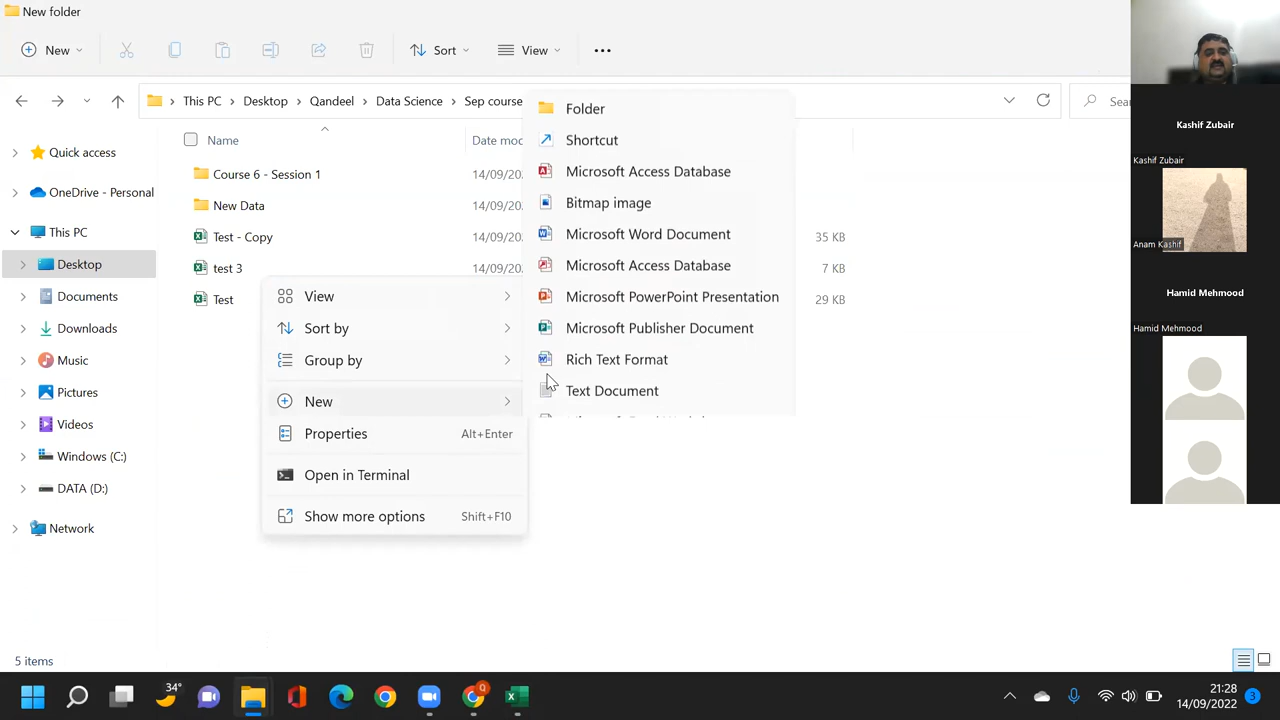 New folder
New
Sort
View
This PC
Desktop
Qandeel
Data Science
Sep course
Sea
Name
Date mod
Quick access
OneDrive - Personal
This PC
Desktop
Documents
Downloads
Music
Pictures
Videos
Windows (C:)
DATA (D:)
Network
Course 6 - Session 1
14/09/20
New Data
14/09/20
Test - Copy
14/09/20
35 KB
test 3
14/09/20
7 KB
Test
29 KB
View
Sort by
Group by
New
Properties
Alt+Enter
Open in Terminal
Show more options
Shift+F10
Folder
Shortcut
Microsoft Access Database
Bitmap image
Microsoft Word Document
Microsoft Access Database
Microsoft PowerPoint Presentation
Microsoft Publisher Document
Rich Text Format
Text Document
Kashif Zubair
Kashif Zubair
Anam Kashif
Hamid Mehmood
Hamid Mehmood
5 items
34°
0
21:28
14/09/2022
3